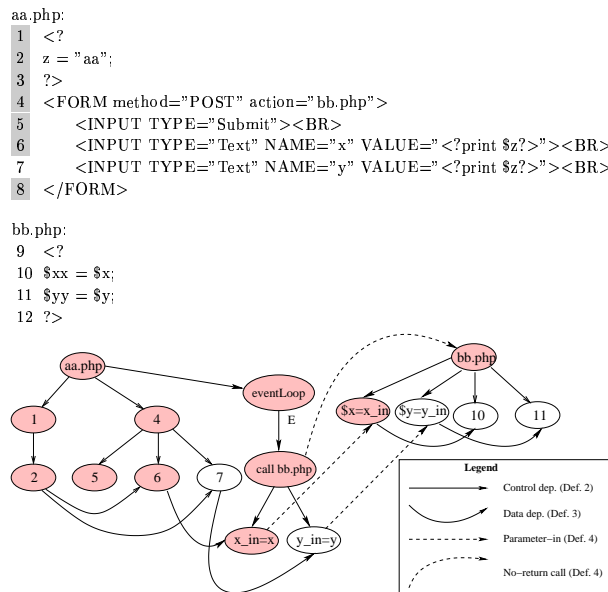 aa.php:
1 <?
2 z = "aa";
3 ?>
4 <FORM method="POST" action="bb.php">
5 <INPUT TYPE="Submit"><BR>
6 <INPUT TYPE="Text" NAME="x" VALUE="<?print $z?>"><BR>
7 <INPUT TYPE="Text" NAME="y" VALUE="<?print $z?>"><BR>
8 </FORM>
bb.php:
9 <?
10 $xx = $x;
11 $yy = $y;
12 ?>
aa.php
bb.php
eventLoop
E
$x=x_in
$y=y_in
10
11
1
4
2
5
6
7
call bb.php
x_in=x
y_in=y
Legend
Control dep. (Def. 2)
Data dep. (Def. 3)
Parameter-in (Def. 4)
No-return call (Def. 4)